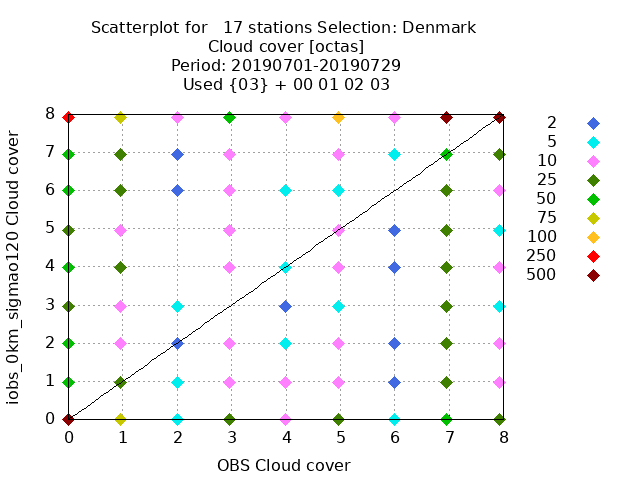 Scatterplot for   17 stations Selection: Denmark
Cloud cover [octas]
Period: 20190701-20190729
Used {03} + 00 01 02 03
iobs_0km_sigmao120 Cloud cover
8
7
6
5
4
3
2
1
0
0 1 2 3 4 5 6 7 8
OBS Cloud cover
2
5
10
25
50
75
100
250
500